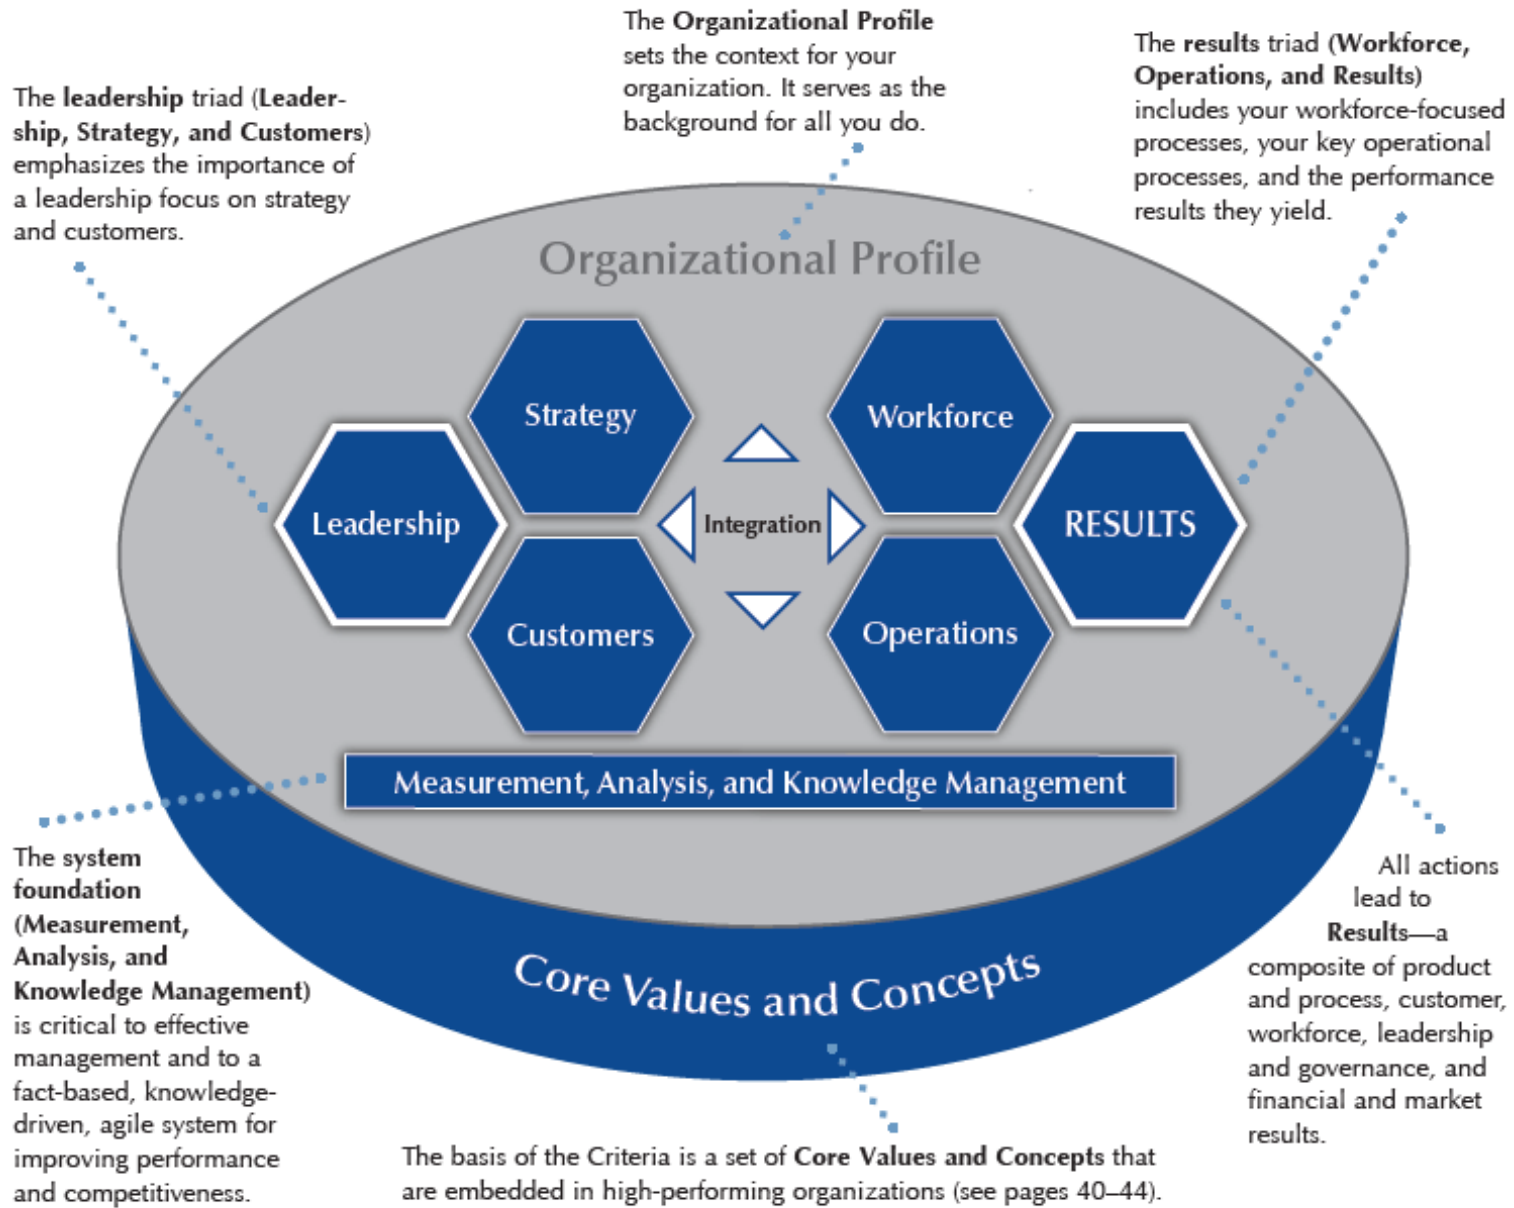 The Organizational Profile
sets the context for your
organization. It serves as the
background for all you do.
The results triad (Workforce,
Operations, and Results)
includes your workforce-focused
processes, your key operational
processes, and the performance
results they yield.
The leadership triad (Leader-
ship, Strategy, and Customers)
emphasizes the importance of
a leadership focus on strategy
and customers.
Organizational Profile
Strategy
Workforce
Leadership
Integration
RESULTS
Customers
Operations
Measurement, Analysis, and Knowledge Management
The system
foundation
(Measurement,
Analysis, and
Knowledge Management)
is critical to effective
management and to a
fact-based, knowledge-
driven, agile system for
improving performance
and competitiveness.
All actions
lead to
Results—a
composite of product
and process, customer,
workforce, leadership
and governance, and
financial and market
results.
Core Values and Concepts
The basis of the Criteria is a set of Core Values and Concepts that
are embedded in high-performing organizations (see pages 40–44).